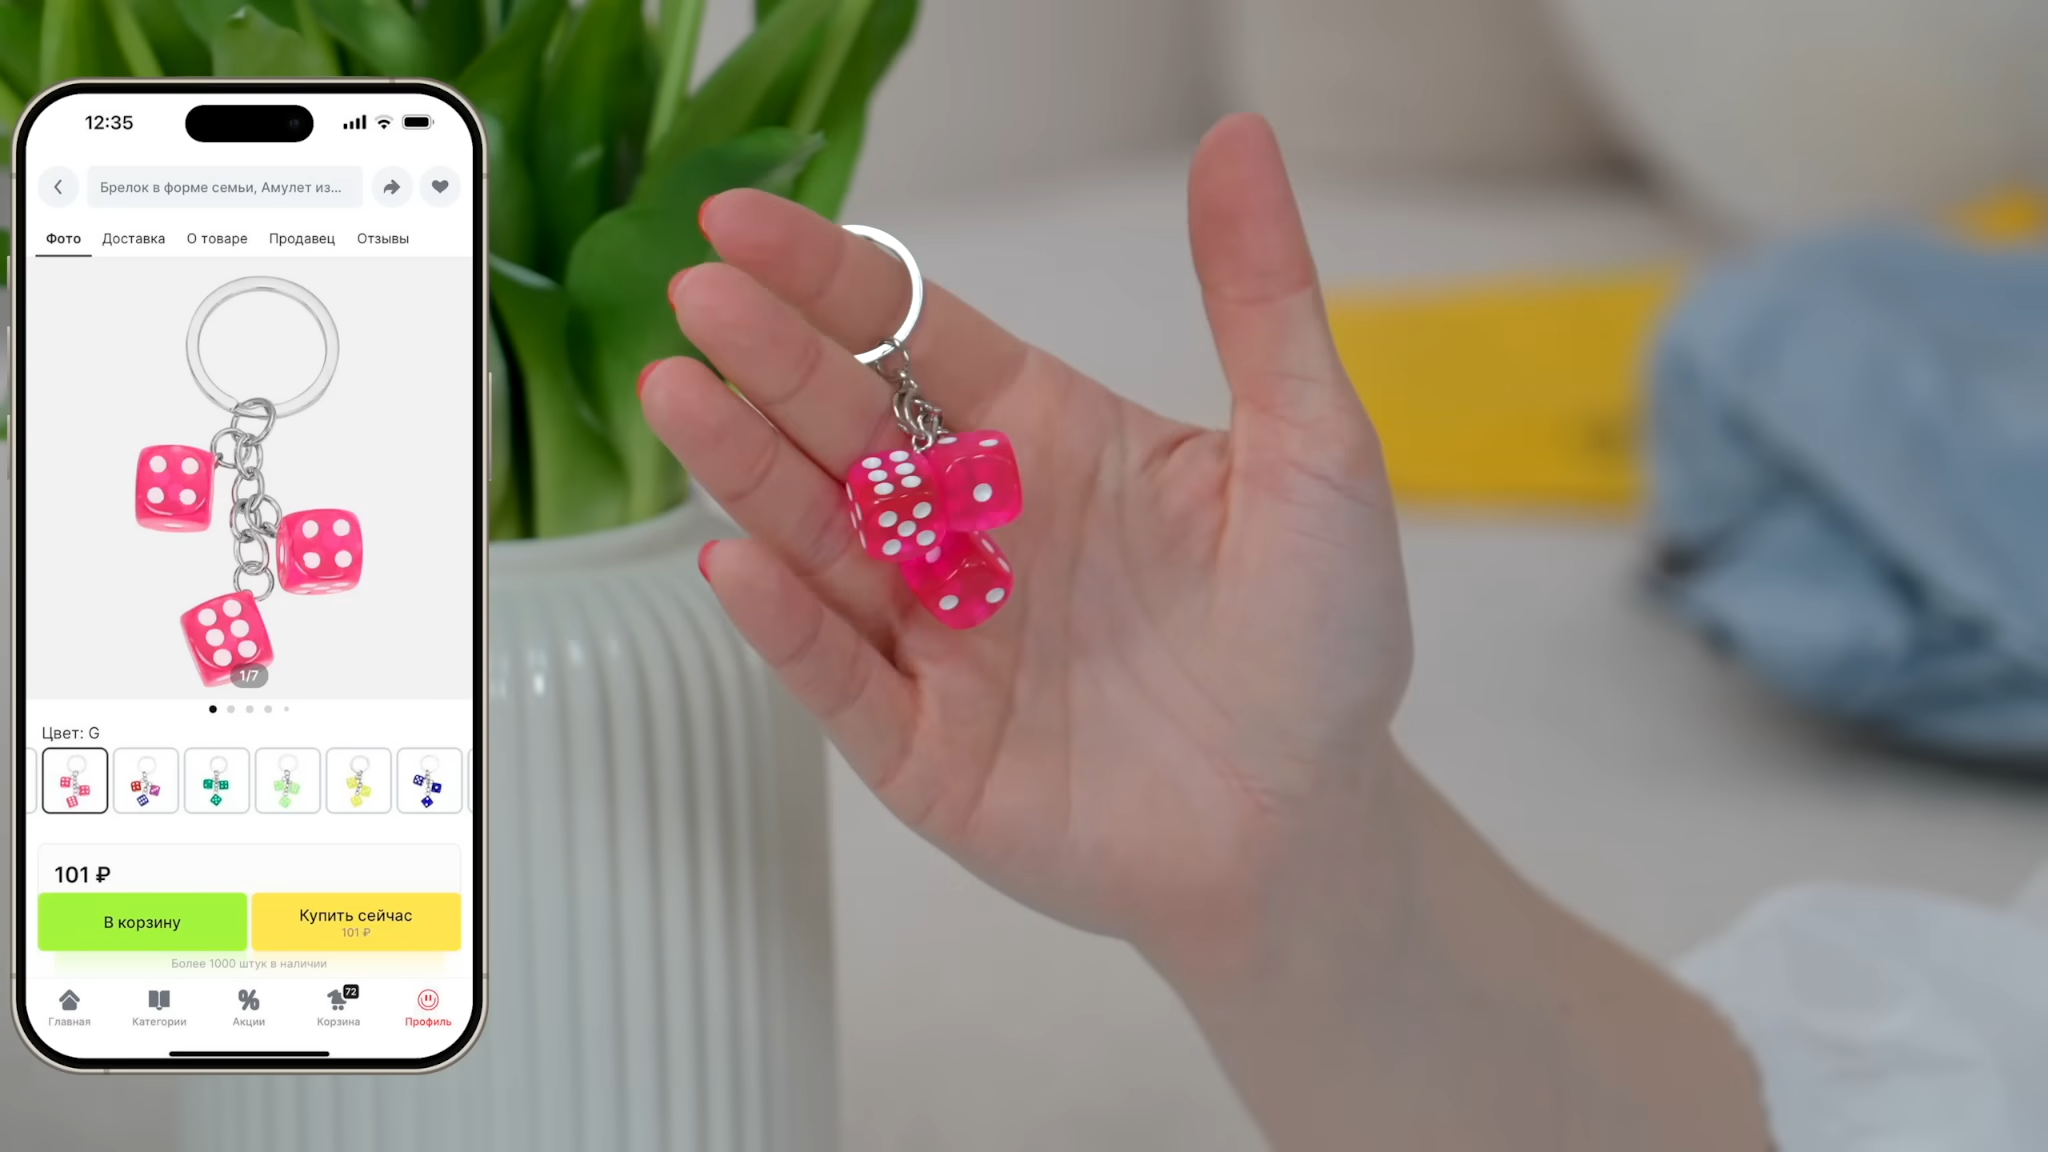 12:35
Брелок в форме семьи, Амулет из...
Фото Доставка О товаре Продавец Отзывы
1/7
Цвет: G
101 ₽
В корзину
Купить сейчас
101 ₽
Более 1000 штук в наличии
72
Главная Категории Акции Корзина Профиль